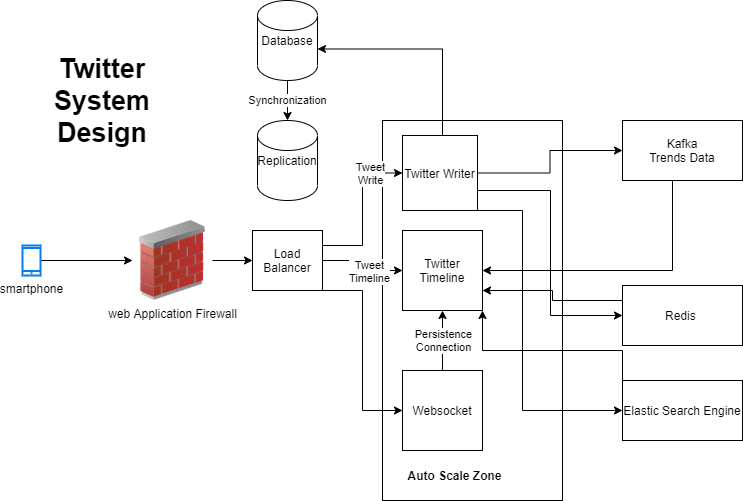 Twitter
System
Design
Database
Synchronization
Replication
Tweet
Write
Twitter Writer
Kafka
Trends Data
smartphone
web Application Firewall
Load
Balancer
Tweet
Timeline
Twitter
Timeline
Redis
Persistence
Connection
Websocket
Elastic Search Engine
Auto Scale Zone